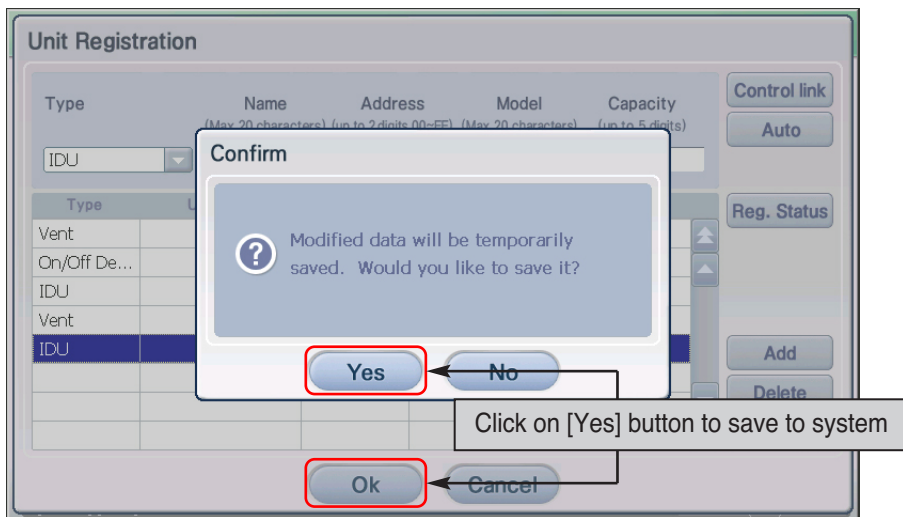 Unit Registration
Type Name Address Model Capacity Control link
(Max 20 characters) (up to 2 digits 00~FF) (Max 20 characters) (up to 5 digits)
Auto
IDU
Confirm
Type U
Reg. Status
Vent
On/Off De...
IDU
Vent
IDU
Modified data will be temporarily
saved. Would you like to save it?
Yes No
Add
Delete
Click on [Yes] button to save to system
Ok Cancel